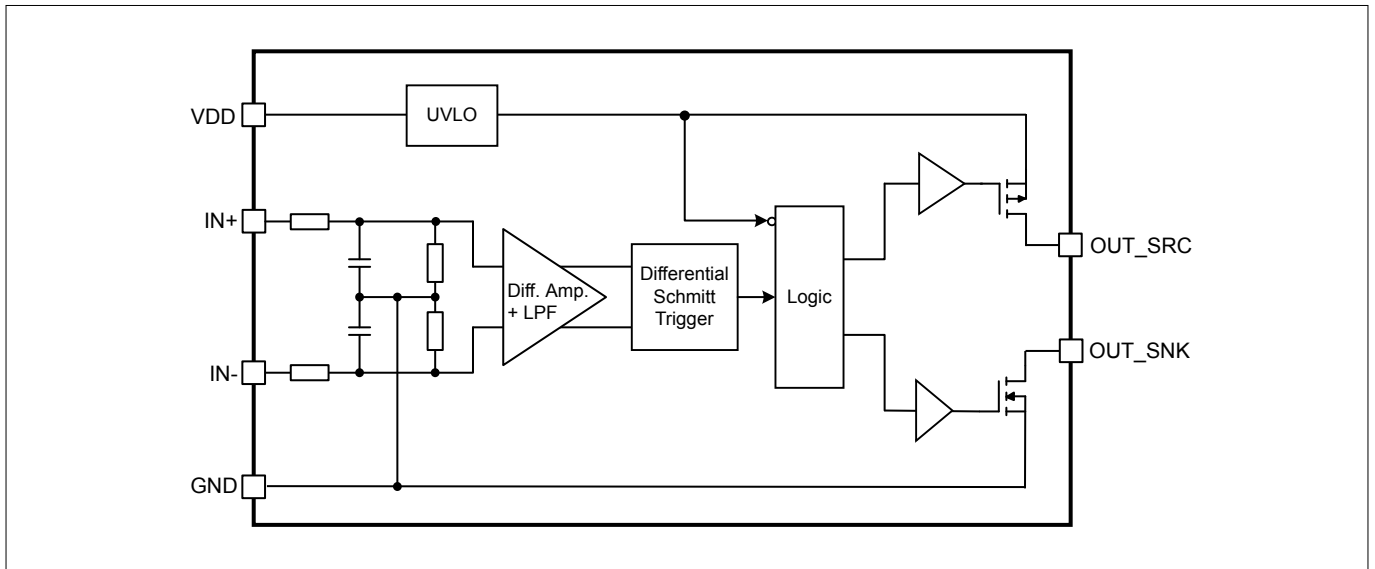 VDD
UVLO
IN+
OUT_SRC
Diff. Amp.
+ LPF
Differential
Schmitt
Trigger
Logic
OUT_SNK
IN-
GND